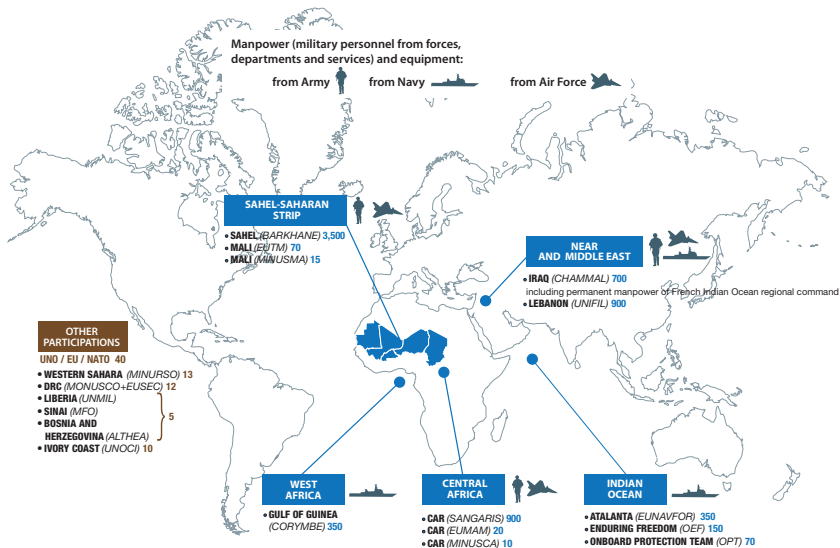 Manpower (military personnel from forces,
departments and services) and equipment:
from Army
from Navy
from Air Force
SAHEL-SAHARAN
STRIP
• SAHEL (BARKHANE) 3,500
• MALI (EUTM) 70
• MALI (MINUSMA) 15
NEAR
AND MIDDLE EAST
• IRAQ (CHAMMAL) 700
including permanent manpower of French Indian Ocean regional command
• LEBANON (UNIFIL) 900
OTHER
PARTICIPATIONS
UNO / EU / NATO 40
• WESTERN SAHARA (MINURSO) 13
• DRC (MONUSCO+EUSEC) 12
• LIBERIA (UNMIL)
• SINAI (MFO)
• BOSNIA AND
HERZEGOVINA (ALTHEA)
5
• IVORY COAST (UNOCI) 10
WEST
AFRICA
• GULF OF GUINEA
(CORYMBE) 350
CENTRAL
AFRICA
• CAR (SANGARIS) 900
• CAR (EUMAM) 20
• CAR (MINUSCA) 10
INDIAN
OCEAN
• ATALANTA (EUNAVFOR) 350
• ENDURING FREEDOM (OEF) 150
• ONBOARD PROTECTION TEAM (OPT) 70